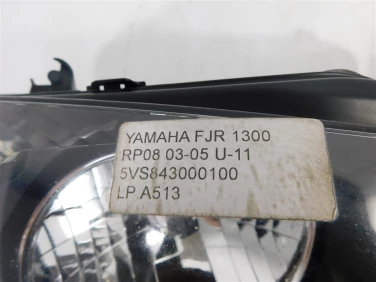 YAMAHA FJR 1300
RP08 03-05 U-11
5VS843000100
LP A513